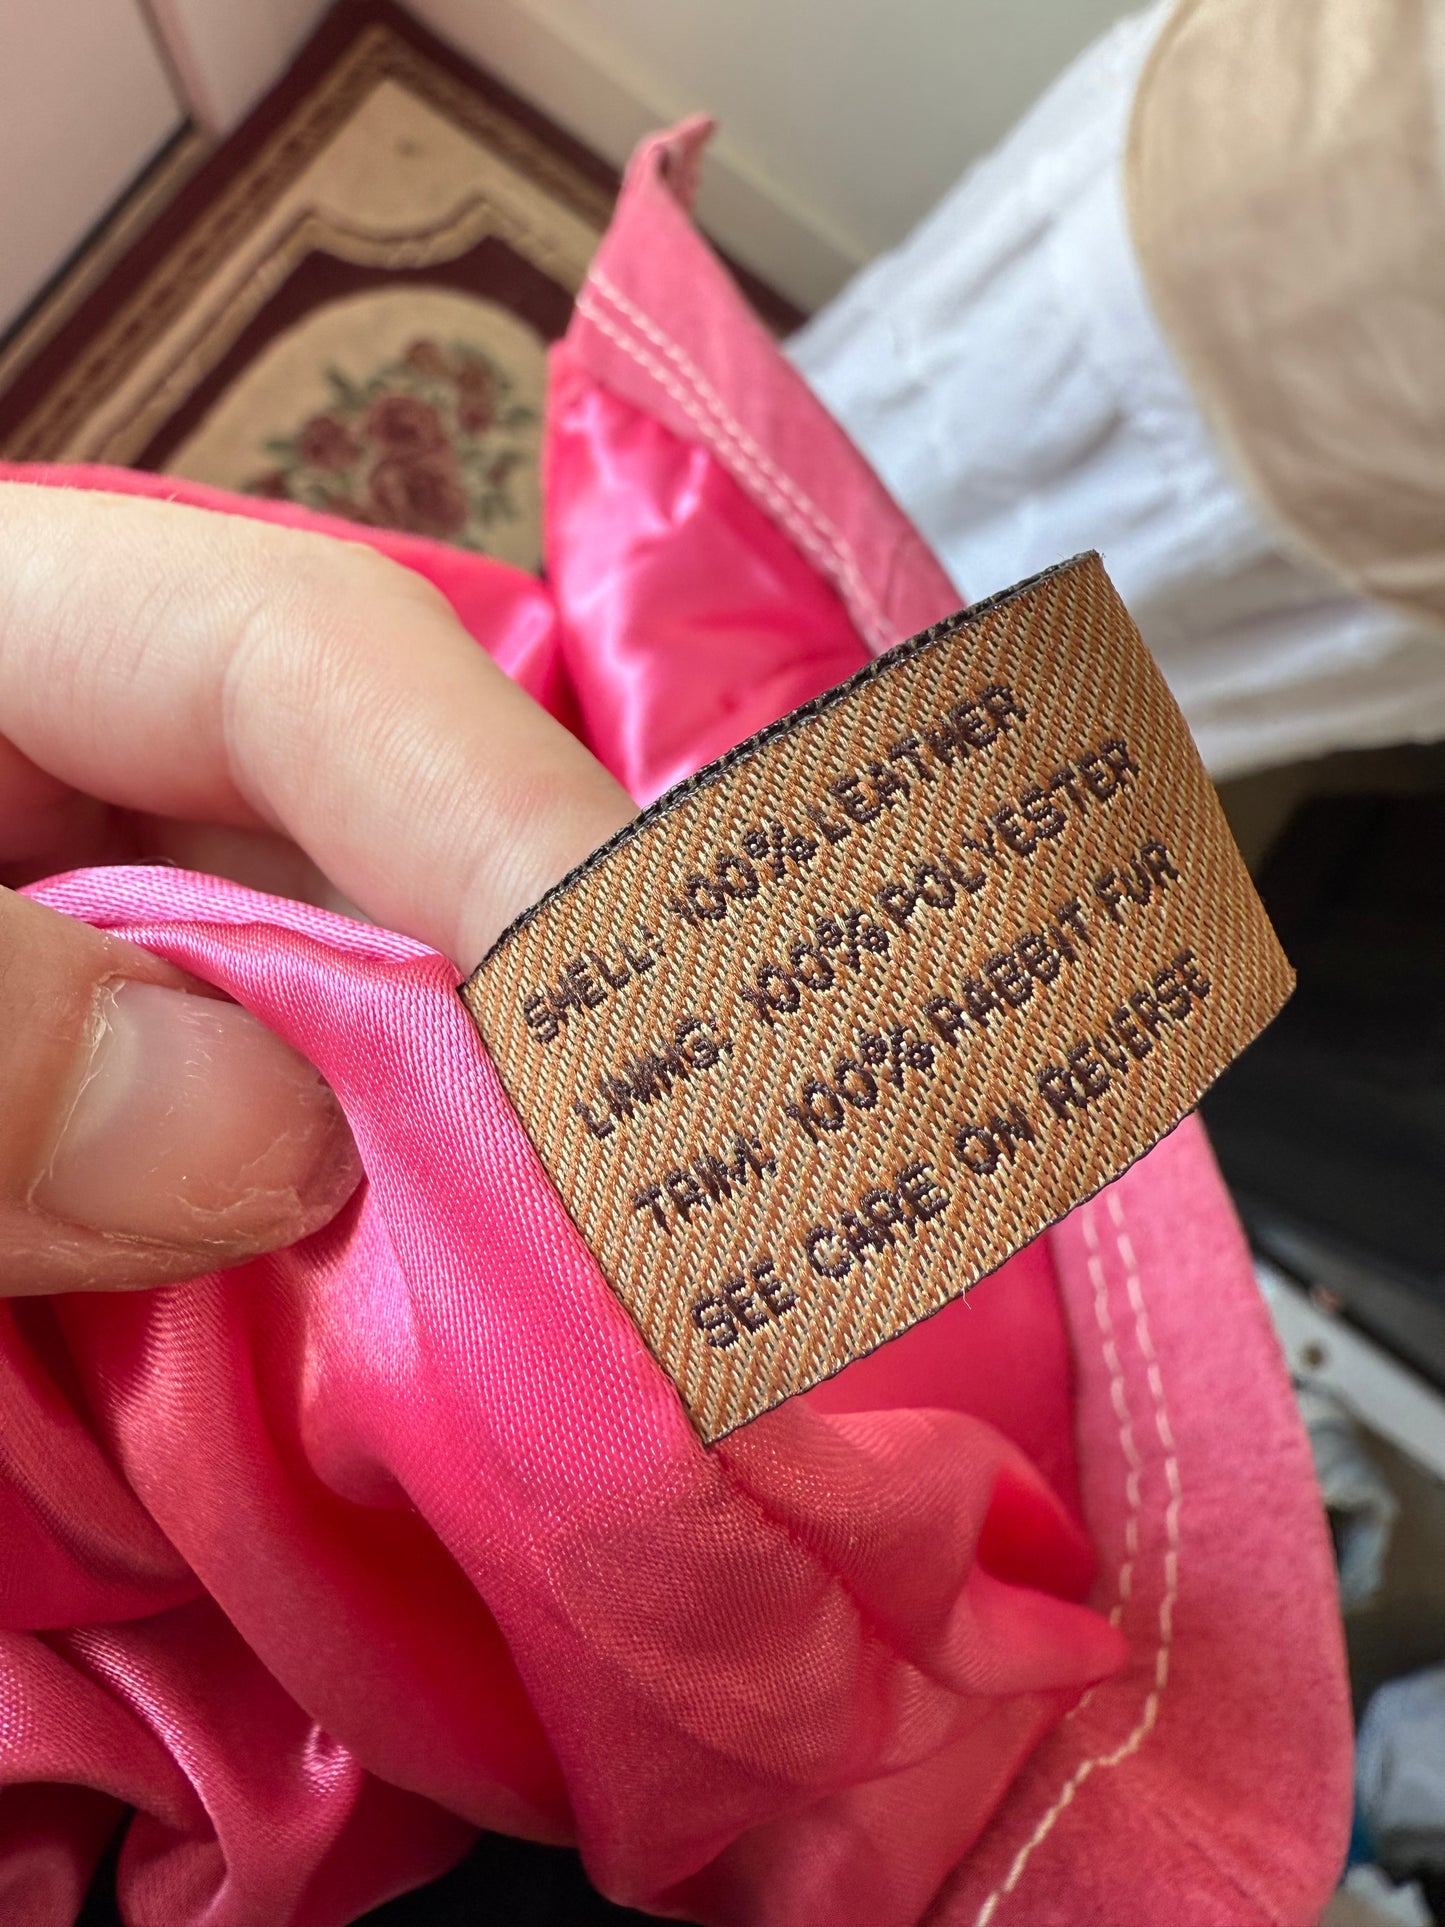 SHELL: 100% LEATHER
LINING: 100% POLYESTER
TRIM: 100% RABBIT FUR
SEE CARE ON REVERSE